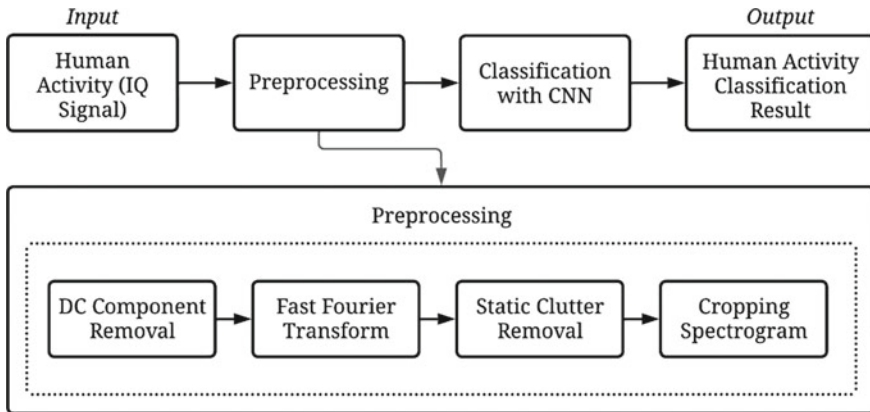 Input
Output
Human
Activity (IQ
Signal)
Preprocessing
Classification
with CNN
Human Activity
Classification
Result
Preprocessing
DC Component
Removal
Fast Fourier
Transform
Static Clutter
Removal
Cropping
Spectrogram